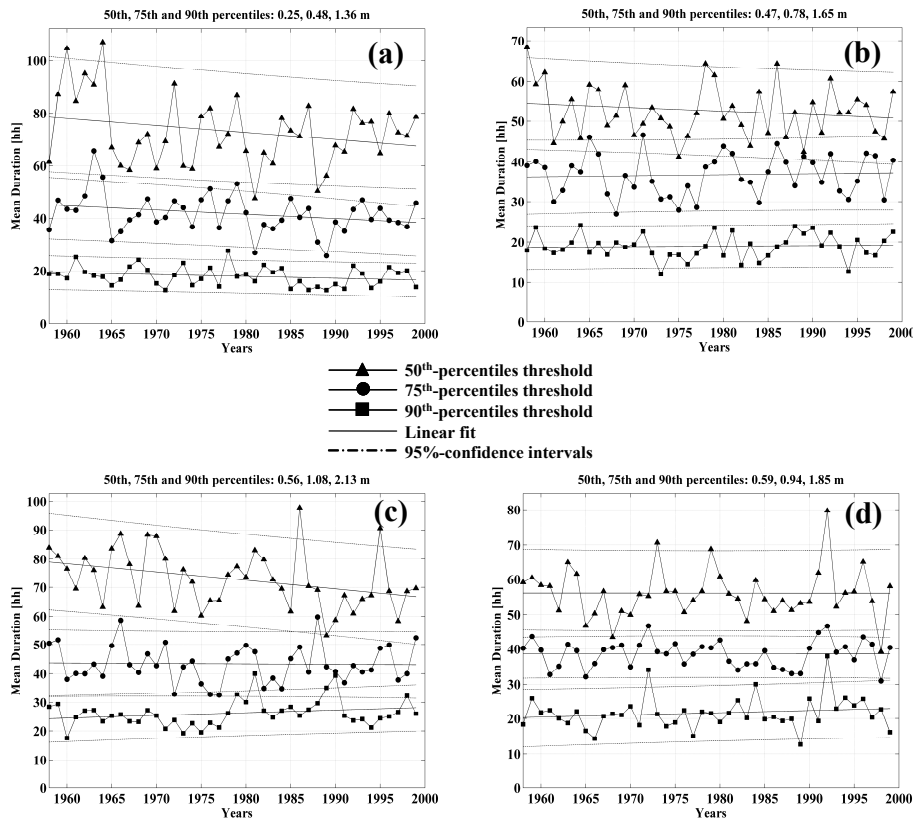 50th, 75th and 90th percentiles: 0.25, 0.48, 1.36 m
(a)
Mean Duration [hh]
100
80
60
40
20
0
1960 1965 1970 1975 1980 1985 1990 1995 2000
Years
50th, 75th and 90th percentiles: 0.47, 0.78, 1.65 m
(b)
Mean Duration [hh]
70
60
50
40
30
20
10
0
1960 1965 1970 1975 1980 1985 1990 1995 2000
Years
50th-percentiles threshold
75th-percentiles threshold
90th-percentiles threshold
Linear fit
95%-confidence intervals
50th, 75th and 90th percentiles: 0.56, 1.08, 2.13 m
(c)
Mean Duration [hh]
100
90
80
70
60
50
40
30
20
10
0
1960 1965 1970 1975 1980 1985 1990 1995 2000
Years
50th, 75th and 90th percentiles: 0.59, 0.94, 1.85 m
(d)
Mean Duration [hh]
80
70
60
50
40
30
20
10
0
1960 1965 1970 1975 1980 1985 1990 1995 2000
Years